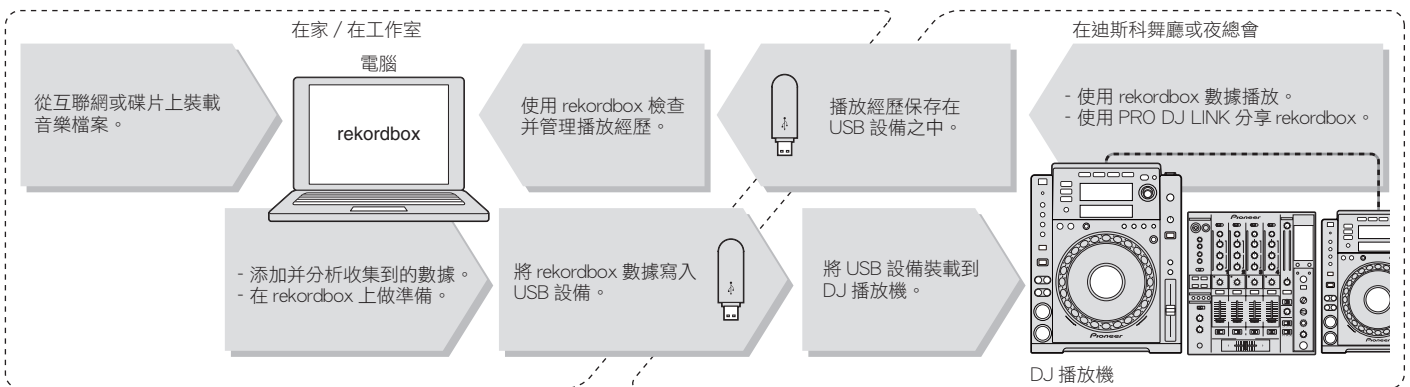 在家 / 在工作室
在迪斯科舞廳或夜總會
電腦
從互聯網或碟片上裝載
音樂檔案。
rekordbox
使用 rekordbox 檢查
并管理播放經歷。
播放經歷保存在
USB 設備之中。
- 使用 rekordbox 數據播放。
- 使用 PRO DJ LINK 分享 rekordbox。
- 添加并分析收集到的數據。
- 在 rekordbox 上做準備。
將 rekordbox 數據寫入
USB 設備。
將 USB 設備裝載到
DJ 播放機。
Pioneer
Pioneer
Pioneer
DJ 播放機